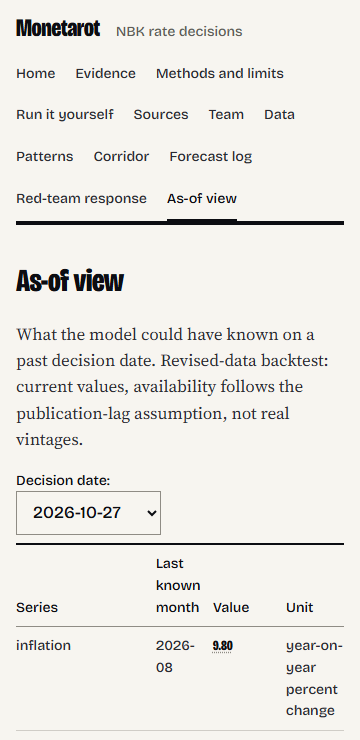 Monetarot NBK rate decisions
Home Evidence Methods and limits
Run it yourself Sources Team Data
Patterns Corridor Forecast log
Red-team response As-of view
As-of view
What the model could have known on a
past decision date. Revised-data backtest:
current values, availability follows the
publication-lag assumption, not real
vintages.
Decision date:
2026-10-27
Last
known
Series month Value Unit
inflation 2026- 9.80 year-on-
08 year
percent
change